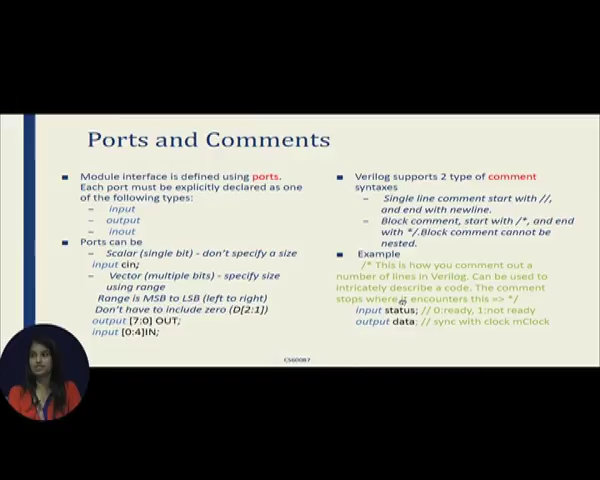 Ports and Comments
■ Module interface is defined using ports.
Each port must be explicitly declared as one
of the following types:
– input
– output
– inout
■ Ports can be
– Scalar (single bit) - don't specify a size
input cin;
– Vector (multiple bits) - specify size
using range
Range is MSB to LSB (left to right)
Don't have to include zero (D[2:1])
output [7:0] OUT;
input [0:4]IN;
■ Verilog supports 2 type of comment
syntaxes
– Single line comment start with //,
and end with newline.
– Block comment, start with /*, and end
with */.Block comment cannot be
nested.
■ Example
/* This is how you comment out a
number of lines in Verilog. Can be used to
intricately describe a code. The comment
stops where it encounters this => */
input status; // 0:ready, 1:not ready
output data; // sync with clock mClock
CS60087